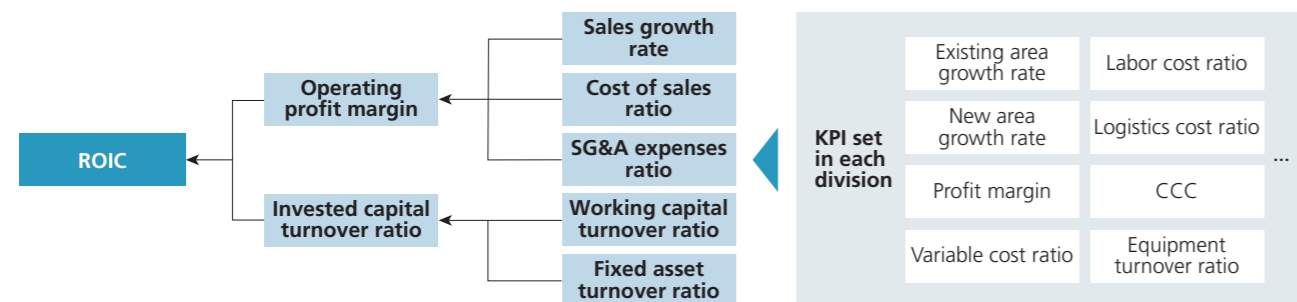 ROIC
Operating
profit margin
Invested capital
turnover ratio
Sales growth
rate
Cost of sales
ratio
SG&A expenses
ratio
Working capital
turnover ratio
Fixed asset
turnover ratio
KPI set
in each
division
Existing area
growth rate
Labor cost ratio
New area
growth rate
Logistics cost ratio
Profit margin
CCC
Variable cost ratio
Equipment
turnover ratio
...